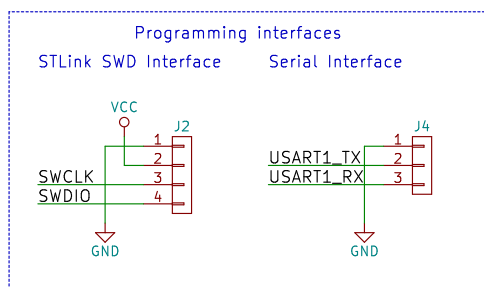 Programming interfaces
STLink SWD Interface
Serial Interface
VCC
J2
1
2
3
4
SWCLK
SWDIO
GND
J4
1
2
3
USART1_TX
USART1_RX
GND